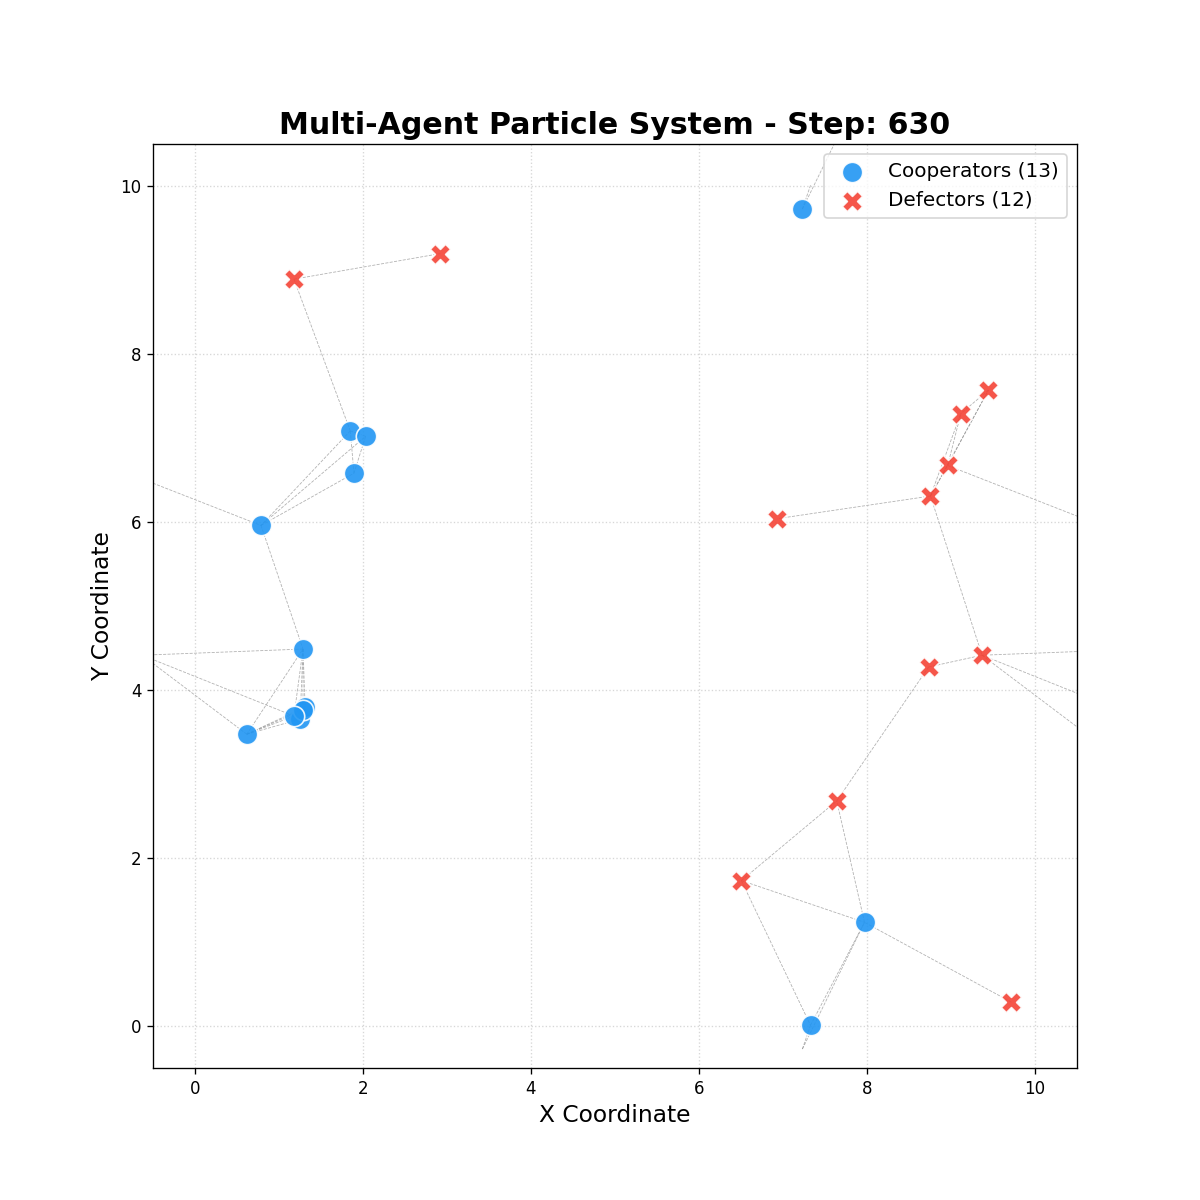 Multi-Agent Particle System - Step: 630
Cooperators (13)
Defectors (12)
10
8
6
4
2
0
Y Coordinate
0 2 4 6 8 10
X Coordinate